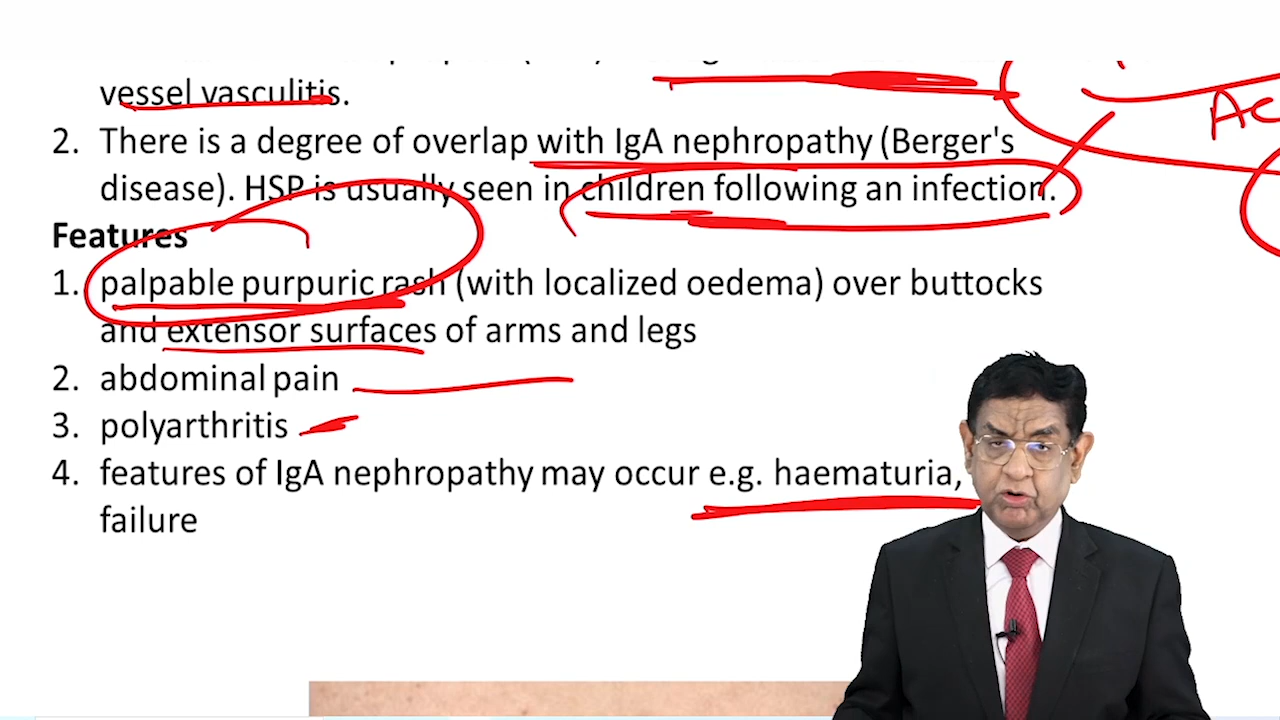 vessel vasculitis.
2. There is a degree of overlap with IgA nephropathy (Berger's
disease). HSP is usually seen in children following an infection.
Features
1. palpable purpuric rash (with localized oedema) over buttocks
and extensor surfaces of arms and legs
2. abdominal pain
3. polyarthritis
4. features of IgA nephropathy may occur e.g. haematuria,
failure